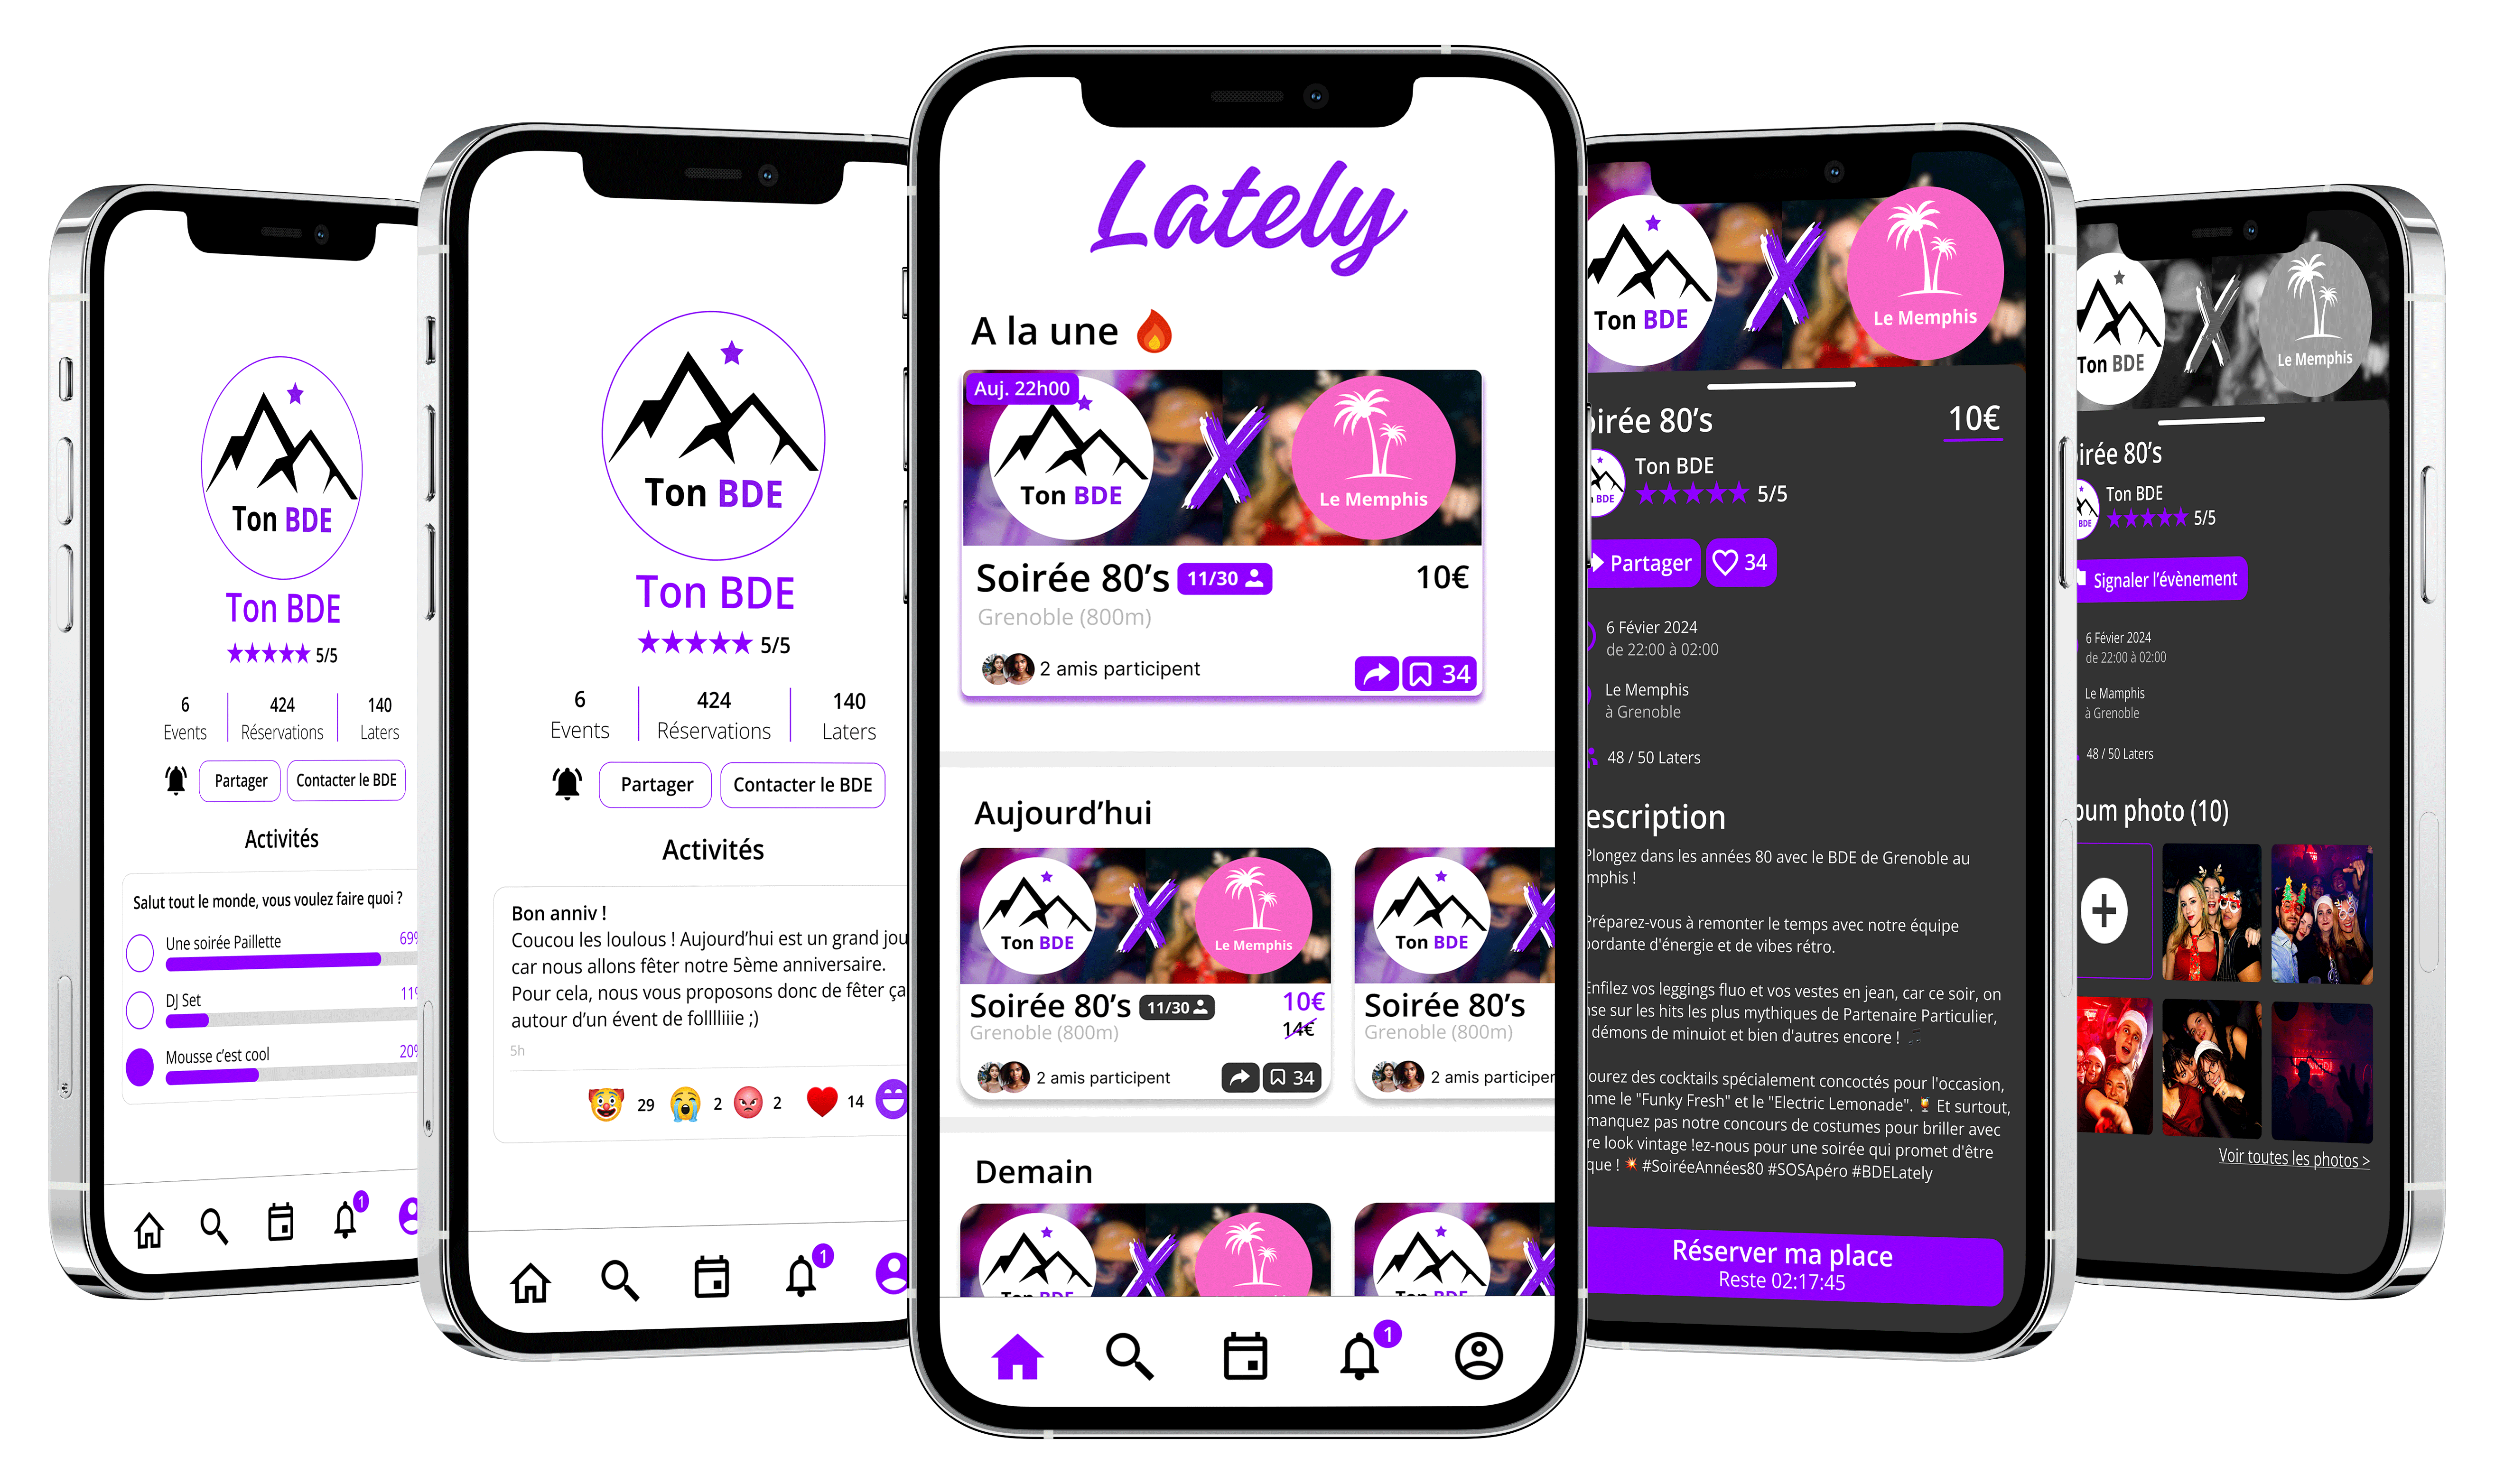 Ton BDE
Ton BDE
5/5
6
424
140
Events
Réservations
Laters
Partager
Contacter le BDE
Activités
Salut tout le monde, vous voulez faire quoi ?
Une soirée Paillette
69%
DJ Set
11%
Mousse c'est cool
20%
1
Ton BDE
Ton BDE
5/5
6
424
140
Events
Réservations
Laters
Partager
Contacter le BDE
Activités
Bon anniv !
Coucou les loulous ! Aujourd'hui est un grand jou
car nous allons fêter notre 5ème anniversaire.
Pour cela, nous vous proposons donc de fêter ça
autour d'un évent de folllliiie ;)
5h
29
2
2
14
1
Lately
A la une
Auj. 22h00
Ton BDE
X
Le Memphis
Soirée 80's
11/30
10€
Grenoble (800m)
2 amis participent
34
Aujourd'hui
Ton BDE
X
Le Memphis
Ton BDE
Soirée 80's
11/30
10€
14€
Grenoble (800m)
2 amis participent
34
Soirée 80's
Grenoble (800m)
2 amis participer
Demain
Ton BDE
Ton BDE
1
Ton BDE
X
Le Memphis
oirée 80's
10€
BDE
Ton BDE
5/5
Partager
34
6 Févier 2024
de 22:00 à 02:00
Le Memphis
à Grenoble
48 / 50 Laters
escription
Plongez dans les années 80 avec le BDE de Grenoble au
mphis !
Préparez-vous à remonter le temps avec notre équipe
bordante d'énergie et de vibes rétro.
Enfilez vos leggings fluo et vos vestes en jean, car ce soir, on
nse sur les hits les plus mythiques de Partenaire Particulier,
démons de minuiot et bien d'autres encore !
ourez des cocktails spécialement concoctés pour l'occasion,
mme le "Funky Fresh" et le "Electric Lemonade". Et surtout,
manquez pas notre concours de costumes pour briller avec
re look vintage !ez-nous pour une soirée qui promet d'être
que ! #SoiréeAnnées80 #SOSApéro #BDELately
Réserver ma place
Reste 02:17:45
Ton BDE
X
Le Memphis
oirée 80's
BDE
Ton BDE
5/5
Signaler l'évènement
6 Févier 2024
de 22:00 à 02:00
Le Mamphis
à Grenoble
48 / 50 Laters
bum photo (10)
Voir toutes les photos >